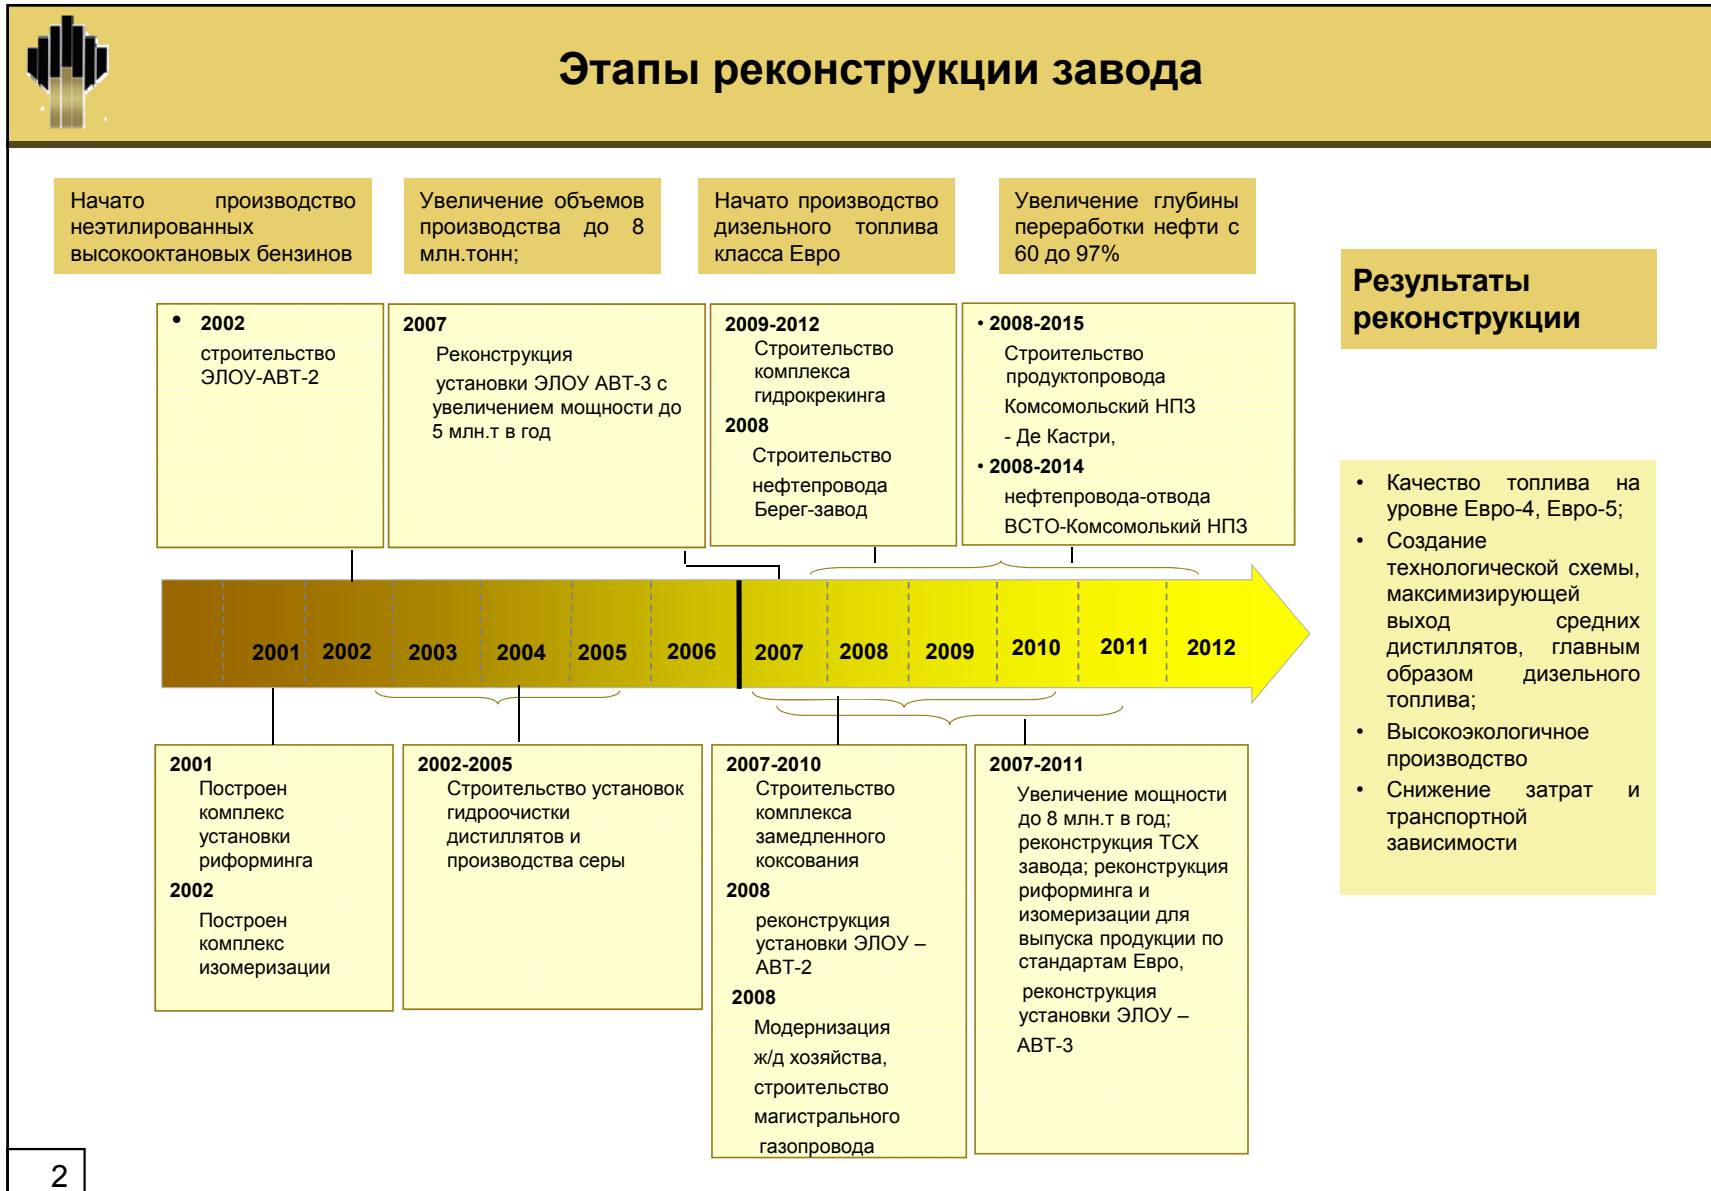 Этапы реконструкции завода
Начато производство
неэтилированных
высокооктановых бензинов
Увеличение объемов
производства до 8
млн.тонн;
Начато производство
дизельного топлива
класса Евро
Увеличение глубины
переработки нефти с
60 до 97%
Результаты
реконструкции
• 2002
строительство
ЭЛОУ-АВТ-2
2007
Реконструкция
установки ЭЛОУ АВТ-3 с
увеличением мощности до
5 млн.т в год
2009-2012
Строительство
комплекса
гидрокрекинга
2008
Строительство
нефтепровода
Берег-завод
• 2008-2015
Строительство
продуктопровода
Комсомольский НПЗ
- Де Кастри,
• 2008-2014
нефтепровода-отвода
ВСТО-Комсомолький НПЗ
2001 2002 2003 2004 2005 2006 2007 2008 2009 2010 2011 2012
2001
Построен
комплекс
установки
риформинга
2002
Построен
комплекс
изомеризации
2002-2005
Строительство установок
гидроочистки
дистиллятов и
производства серы
2007-2010
Строительство
комплекса
замедленного
коксования
2008
реконструкция
установки ЭЛОУ –
АВТ-2
2008
Модернизация
ж/д хозяйства,
строительство
магистрального
газопровода
2007-2011
Увеличение мощности
до 8 млн.т в год;
реконструкция ТСХ
завода; реконструкция
риформинга и
изомеризации для
выпуска продукции по
стандартам Евро,
реконструкция
установки ЭЛОУ –
АВТ-3
• Качество топлива на
уровне Евро-4, Евро-5;
• Создание
технологической схемы,
максимизирующей
выход средних
дистиллятов, главным
образом дизельного
топлива;
• Высокоэкологичное
производство
• Снижение затрат и
транспортной
зависимости
2